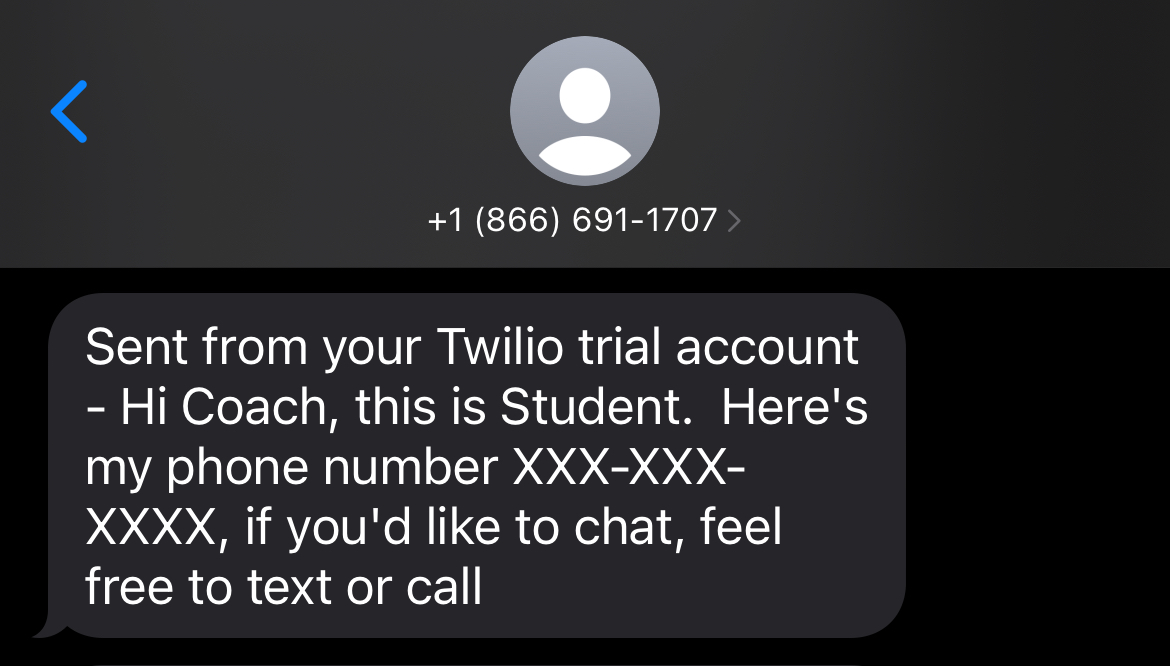 +1 (866) 691-1707
Sent from your Twilio trial account
- Hi Coach, this is Student.  Here's
my phone number XXX-XXX-
XXXX, if you'd like to chat, feel
free to text or call